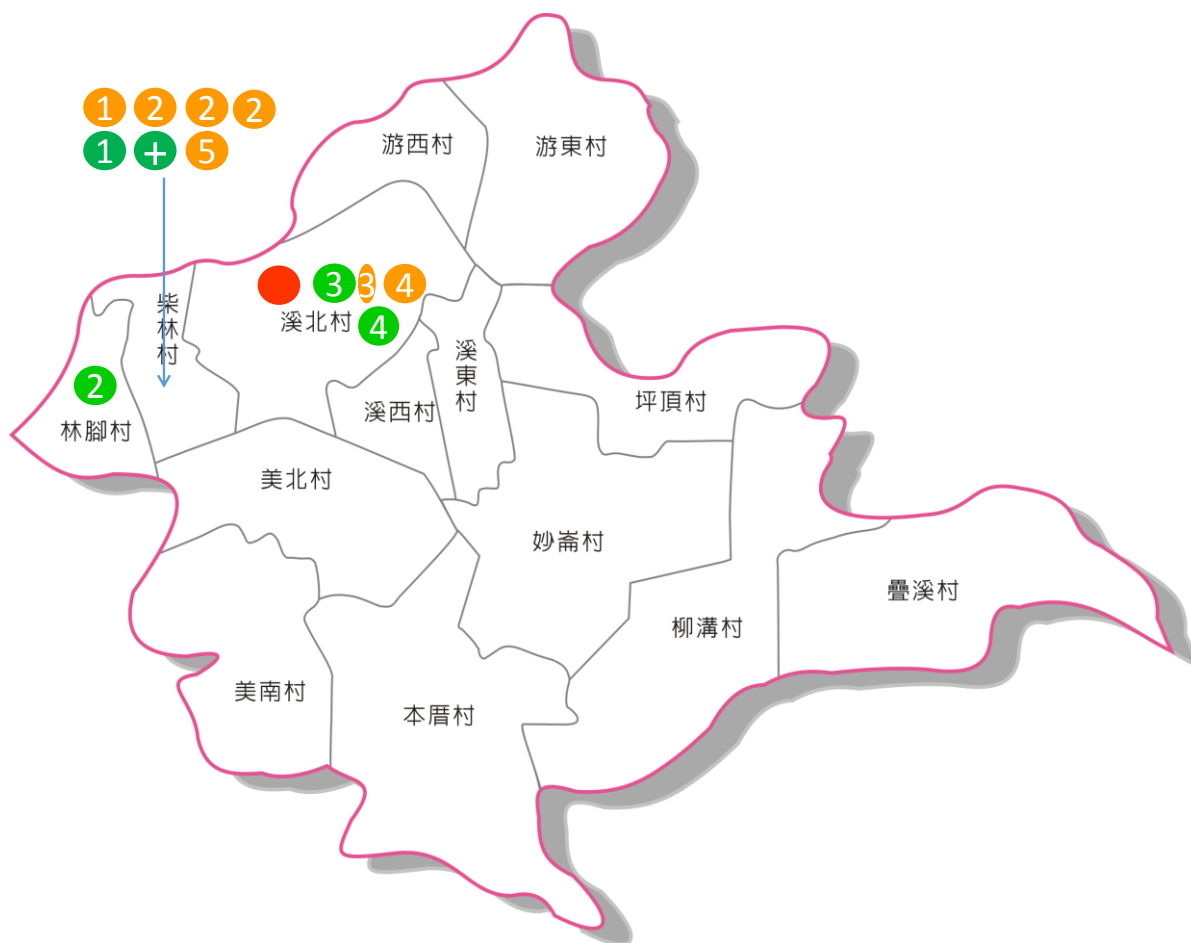 1 2 2 2
1 + 5
游西村
游東村
柴林村
3 3 4
溪北村
4
溪東村
2
林腳村
溪西村
坪頂村
美北村
妙崙村
疊溪村
柳溝村
美南村
本厝村